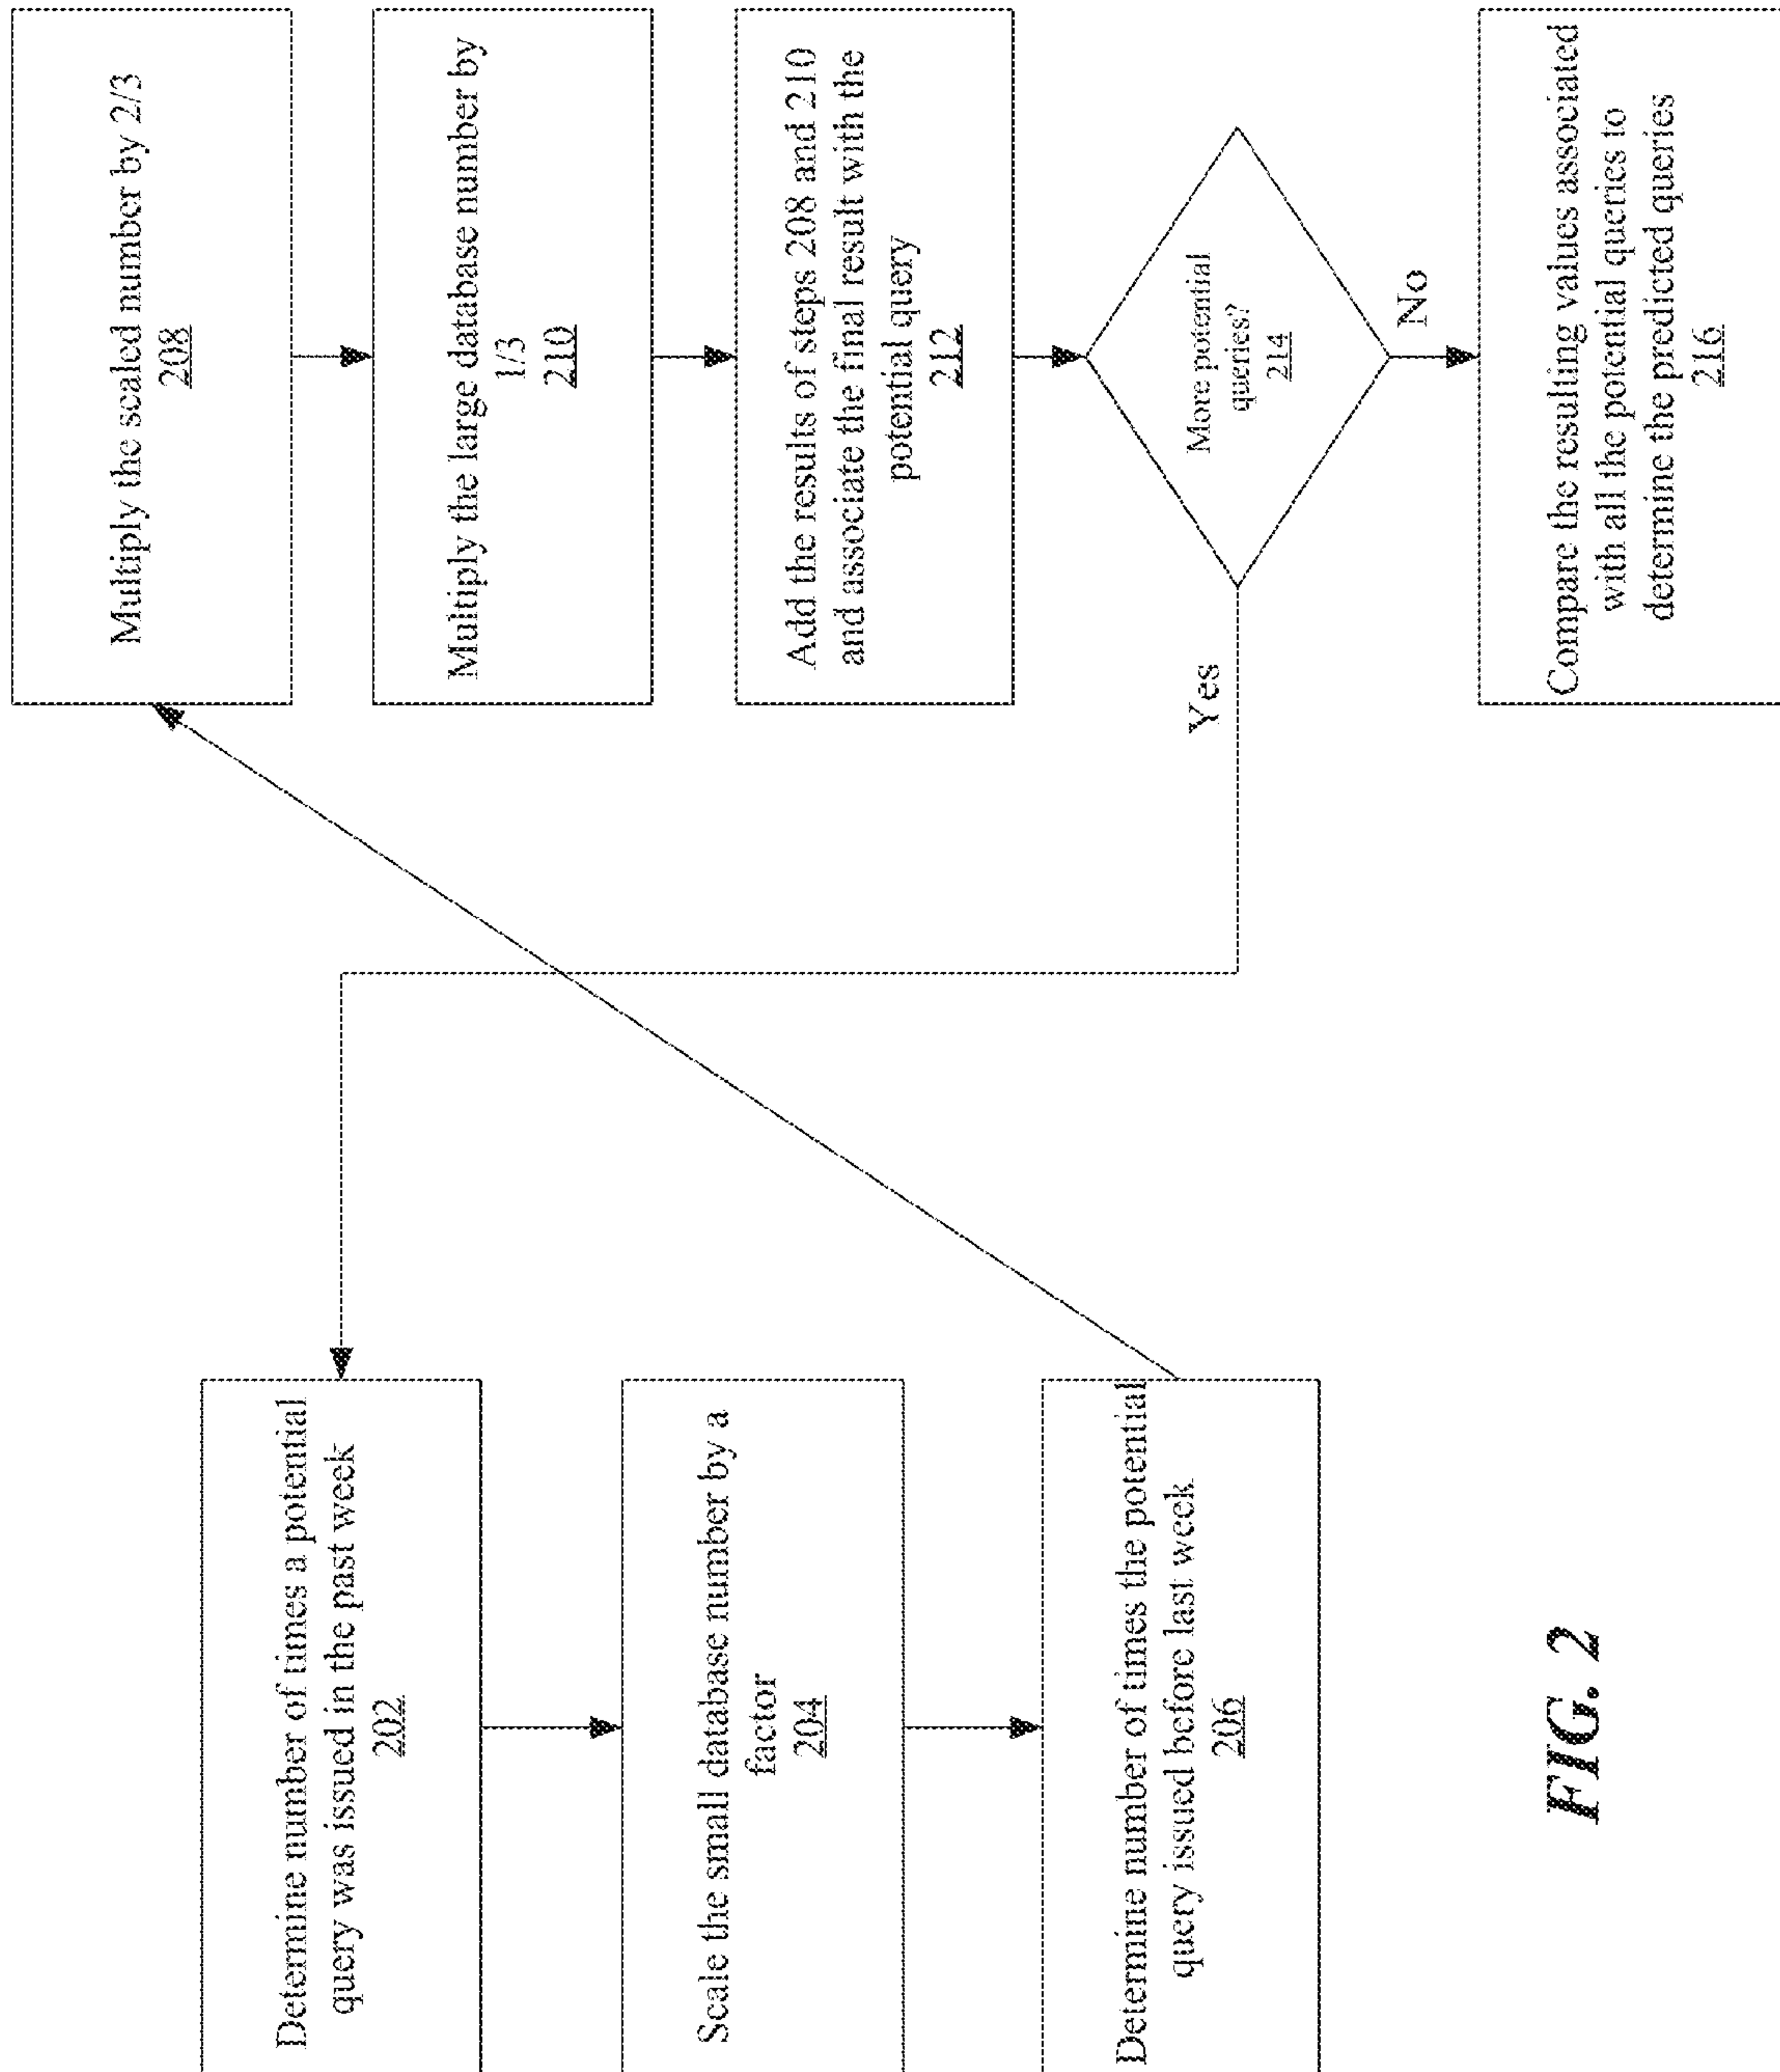 Determine number of times a potential
query was issued in the past week
202
Scale the small database number by a
factor
204
Determine number of times the potential
query issued before last week
206
Multiply the scaled number by 2/3
208
Multiply the large database number by
1/3
210
Add the results of steps 208 and 210
and associate the final result with the
potential query
212
More potential
queries?
214
Yes
No
Compare the resulting values associated
with all the potential queries to
determine the predicted queries
216
FIG. 2